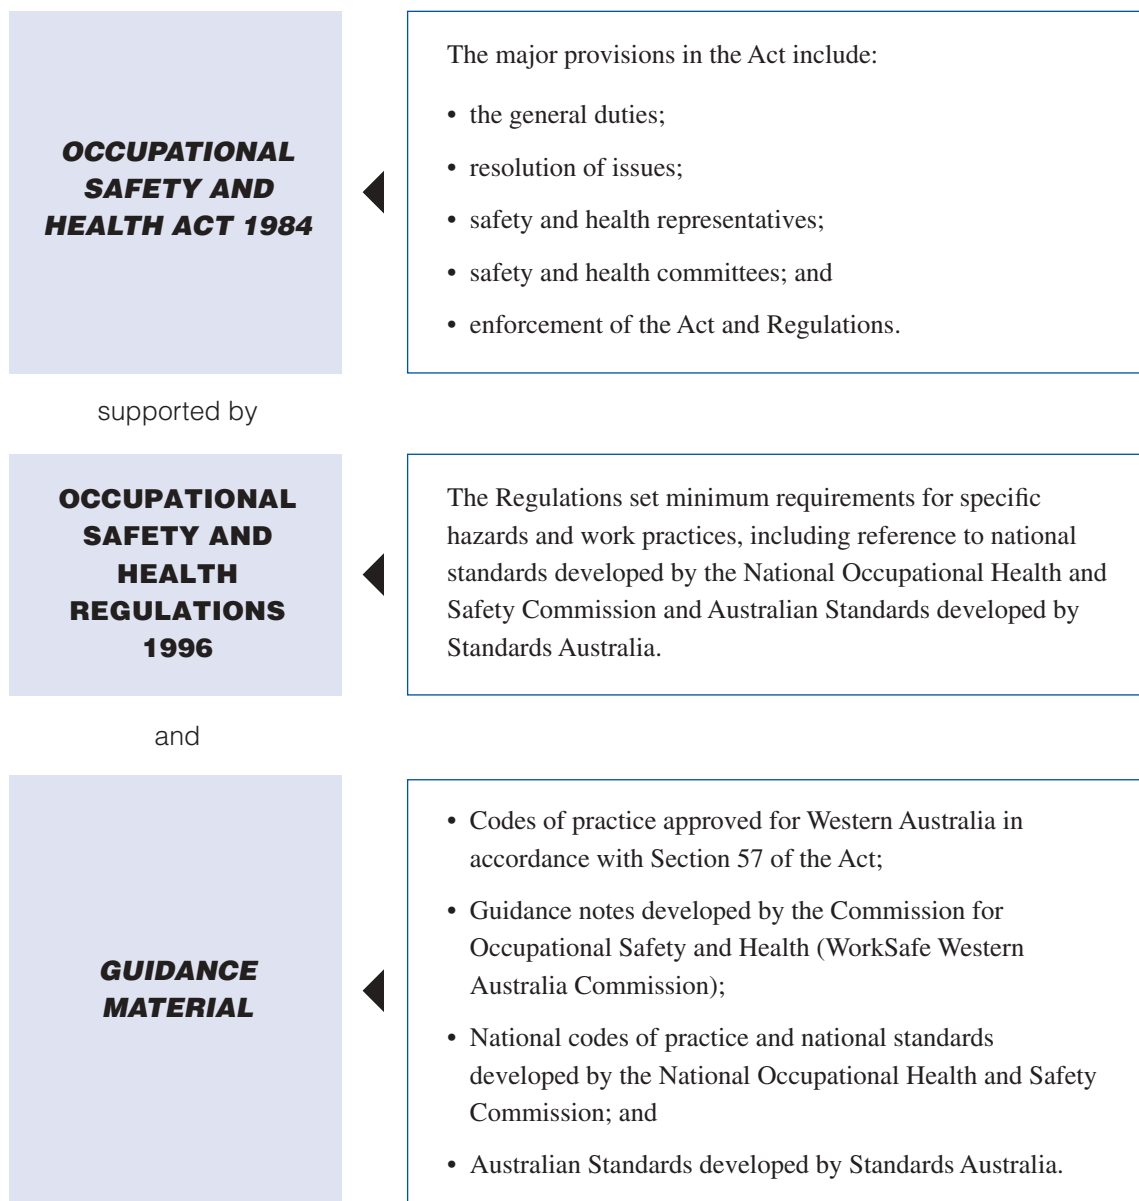 OCCUPATIONAL
SAFETY AND
HEALTH ACT 1984
The major provisions in the Act include:
• the general duties;
• resolution of issues;
• safety and health representatives;
• safety and health committees; and
• enforcement of the Act and Regulations.
supported by
OCCUPATIONAL
SAFETY AND
HEALTH
REGULATIONS
1996
The Regulations set minimum requirements for specific
hazards and work practices, including reference to national
standards developed by the National Occupational Health and
Safety Commission and Australian Standards developed by
Standards Australia.
and
GUIDANCE
MATERIAL
• Codes of practice approved for Western Australia in
accordance with Section 57 of the Act;
• Guidance notes developed by the Commission for
Occupational Safety and Health (WorkSafe Western
Australia Commission);
• National codes of practice and national standards
developed by the National Occupational Health and Safety
Commission; and
• Australian Standards developed by Standards Australia.